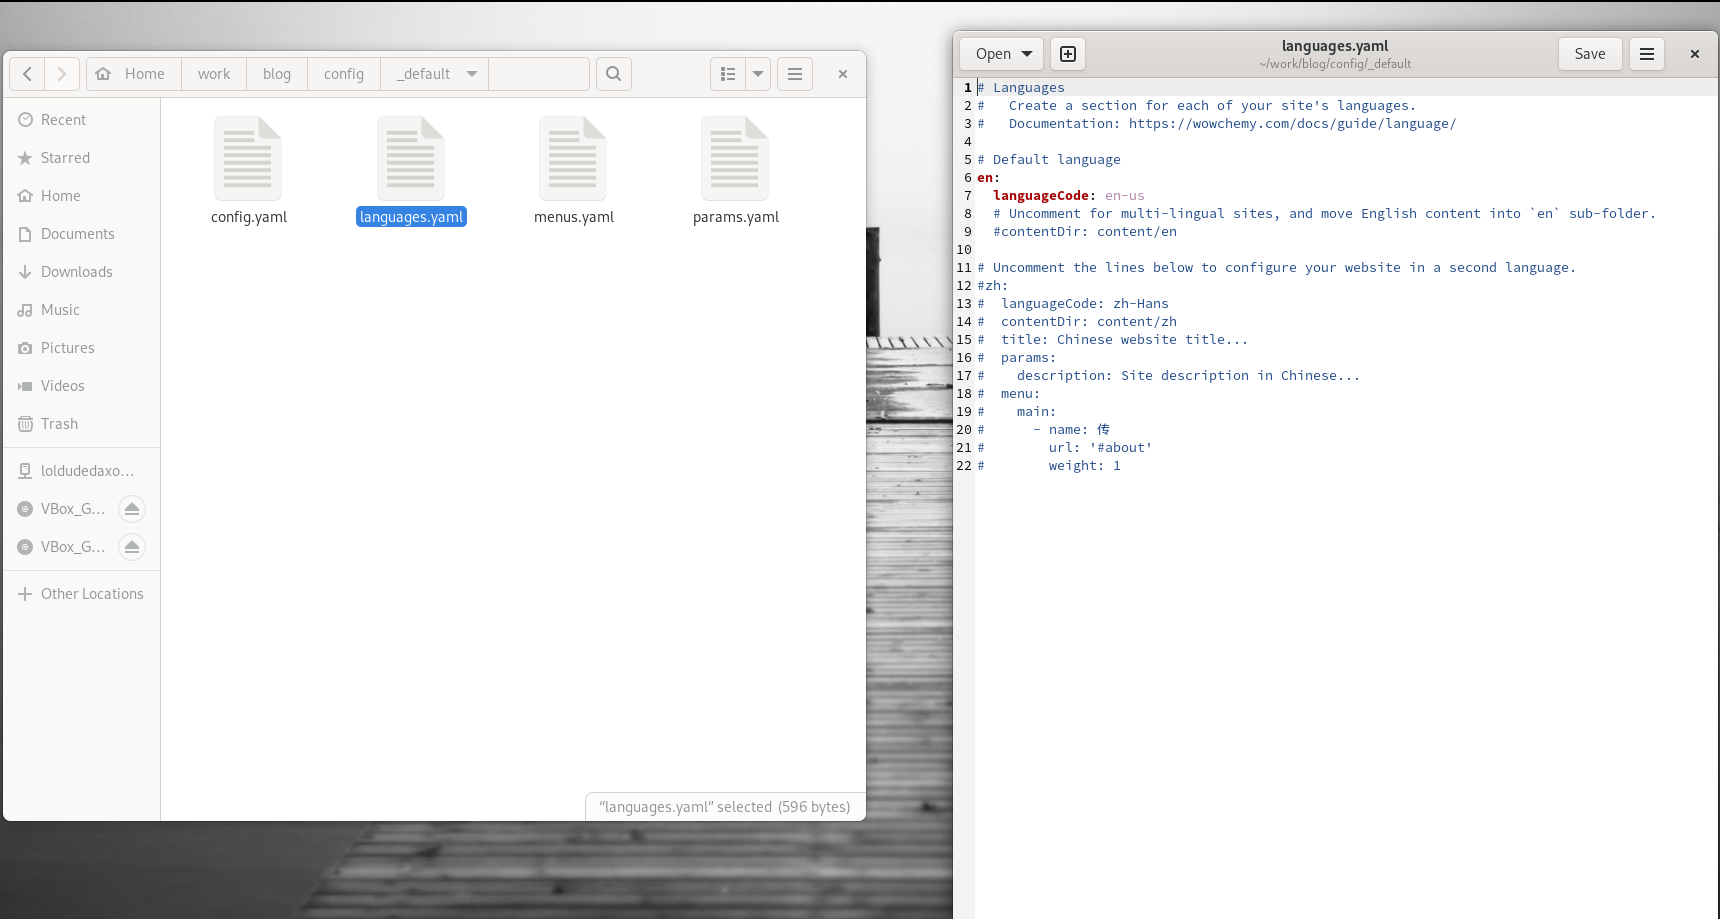 Home work blog config _default
Recent
Starred
Home
Documents
Downloads
Music
Pictures
Videos
Trash
loldudedaxo...
VBox_G...
VBox_G...
Other Locations
config.yaml languages.yaml menus.yaml params.yaml
"languages.yaml" selected (596 bytes)
Open languages.yaml Save
~/work/blog/config/_default
1 # Languages
2 #   Create a section for each of your site's languages.
3 #   Documentation: https://wowchemy.com/docs/guide/language/
4
5 # Default language
6 en:
7   languageCode: en-us
8   # Uncomment for multi-lingual sites, and move English content into `en` sub-folder.
9   #contentDir: content/en
10
11 # Uncomment the lines below to configure your website in a second language.
12 #zh:
13 #  languageCode: zh-Hans
14 #  contentDir: content/zh
15 #  title: Chinese website title...
16 #  params:
17 #    description: Site description in Chinese...
18 #  menu:
19 #    main:
20 #      - name: 传
21 #        url: '#about'
22 #        weight: 1